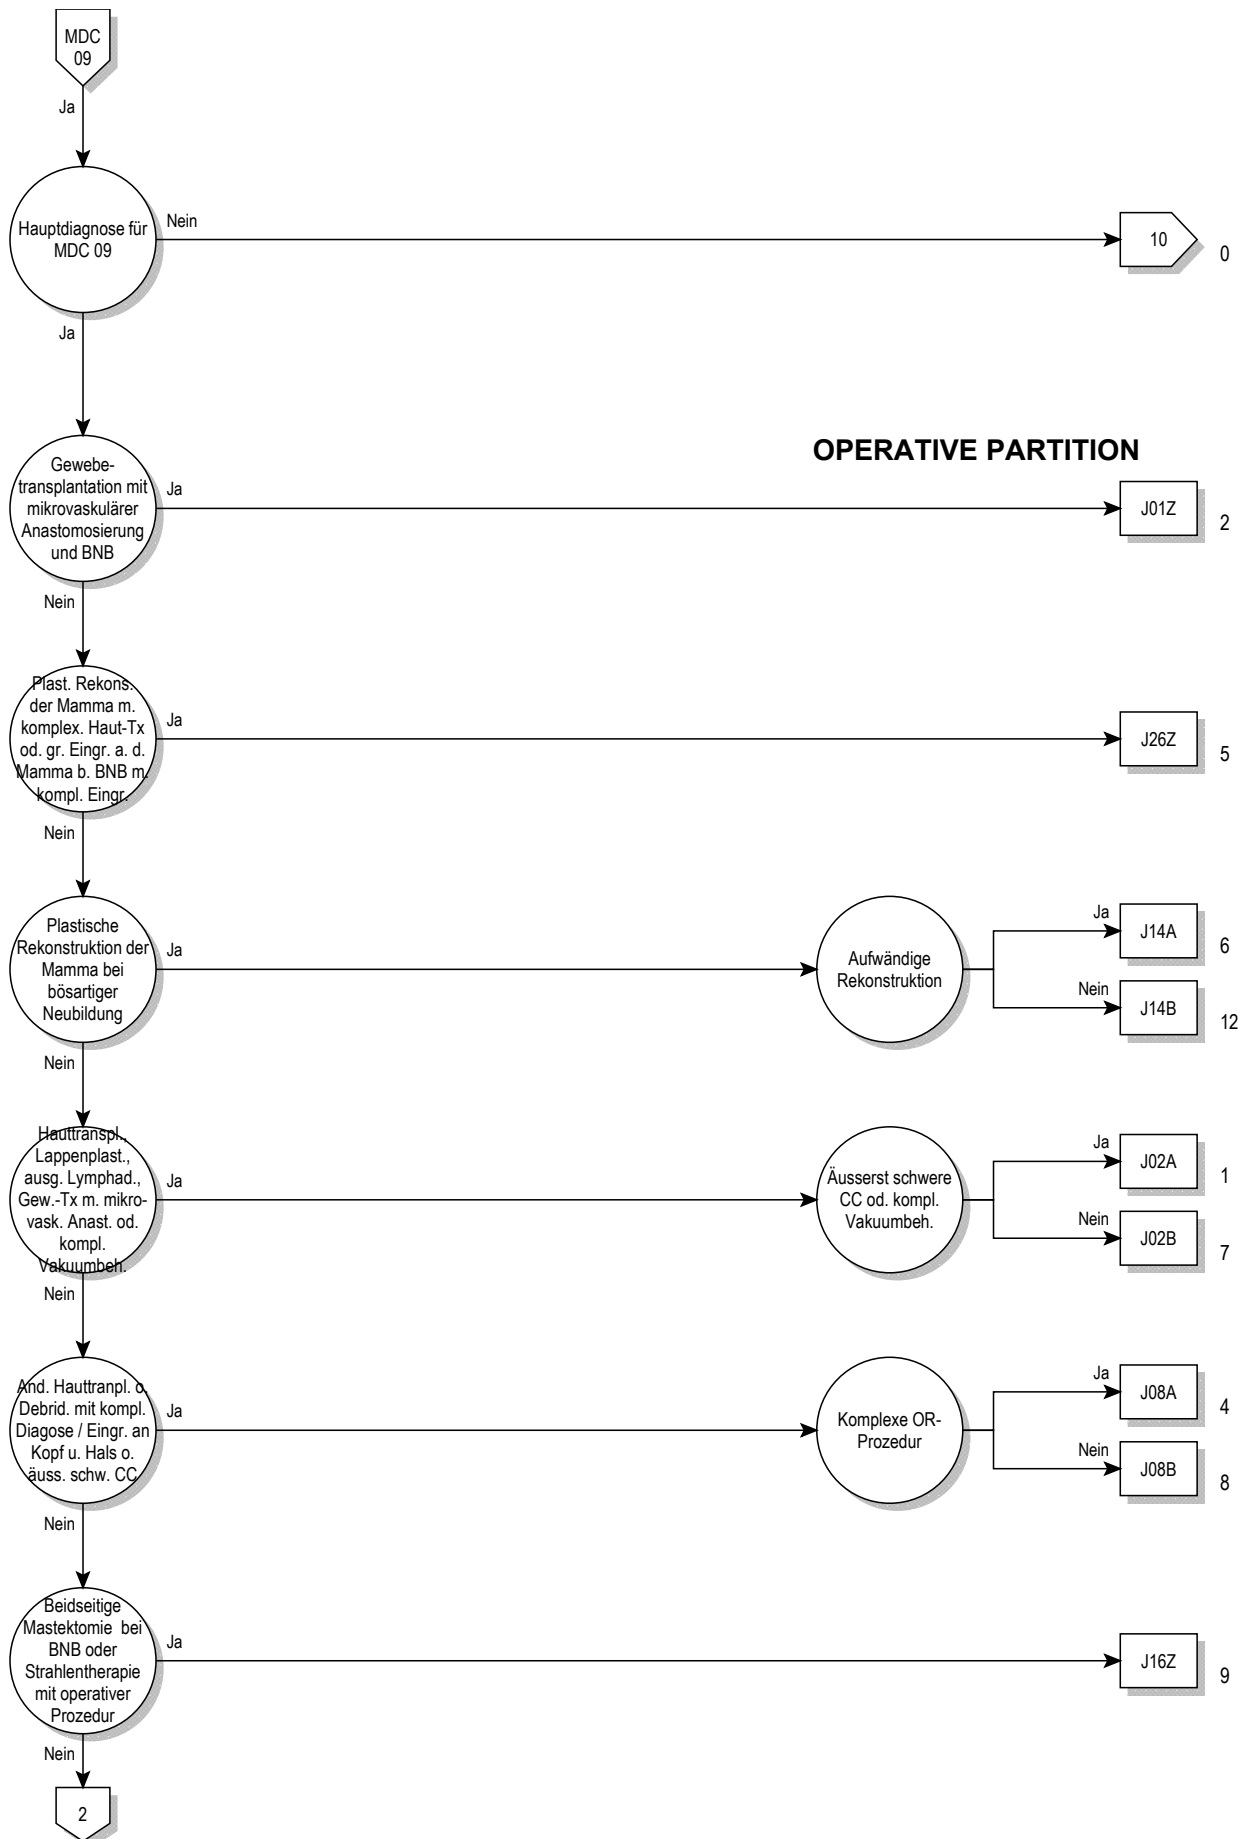 MDC
09
Ja
Hauptdiagnose für
MDC 09
Nein
10
0
Ja
OPERATIVE PARTITION
Gewebe-
transplantation mit
mikrovaskulärer
Anastomosierung
und BNB
Ja
J01Z
2
Nein
Plast. Rekons.
der Mamma m.
komplex. Haut-Tx
od. gr. Eingr. a. d.
Mamma b. BNB m.
kompl. Eingr.
Ja
J26Z
5
Nein
Plastische
Rekonstruktion der
Mamma bei
bösartiger
Neubildung
Ja
Aufwändige
Rekonstruktion
Ja
J14A
6
Nein
J14B
12
Nein
Hauttranspl.,
Lappenplast.,
ausg. Lymphad.,
Gew.-Tx m. mikro-
vask. Anast. od.
kompl.
Vakuumbeh.
Ja
Äusserst schwere
CC od. kompl.
Vakuumbeh.
Ja
J02A
1
Nein
J02B
7
Nein
And. Hauttranpl. o.
Debrid. mit kompl.
Diagose / Eingr. an
Kopf u. Hals o.
äuss. schw. CC
Ja
Komplexe OR-
Prozedur
Ja
J08A
4
Nein
J08B
8
Nein
Beidseitige
Mastektomie bei
BNB oder
Strahlentherapie
mit operativer
Prozedur
Ja
J16Z
9
Nein
2